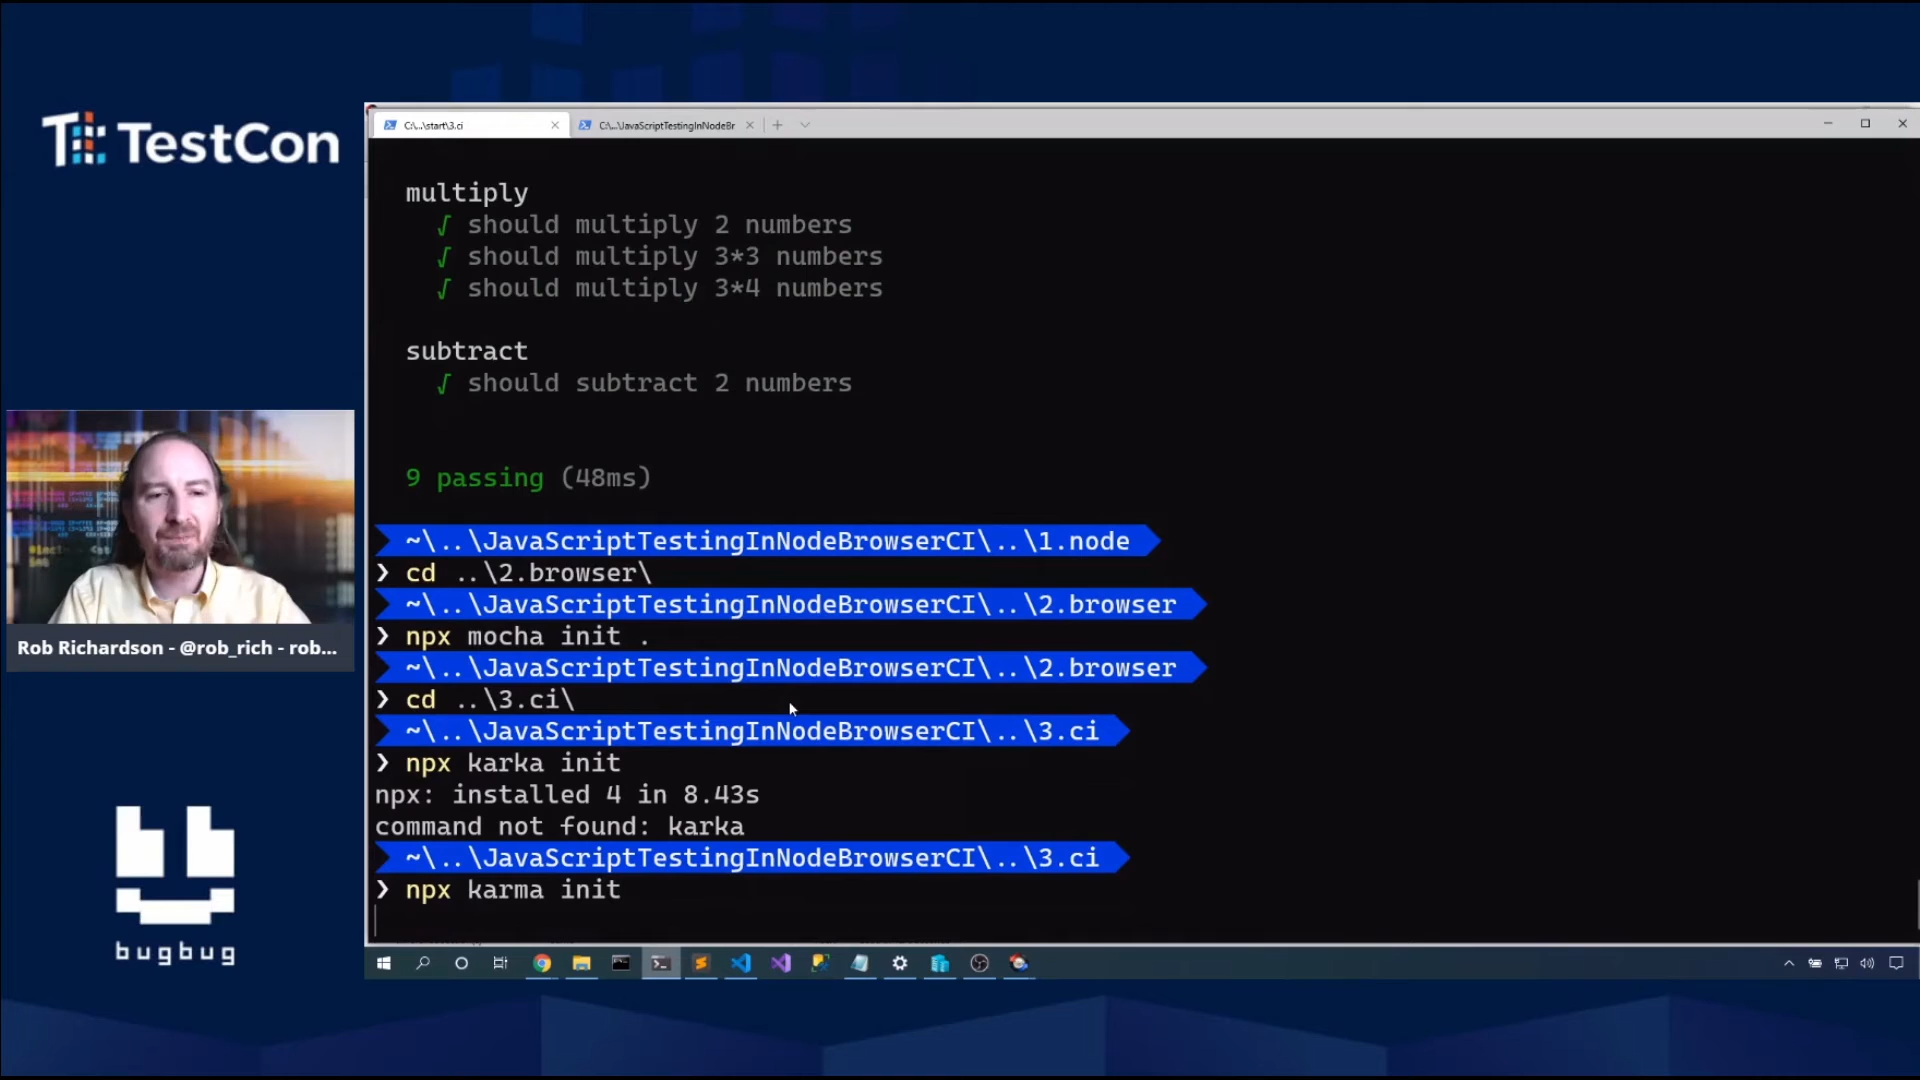 TestCon
C:\...\start\3.ci
C:\...\JavaScriptTestingInNodeBr
multiply
√ should multiply 2 numbers
√ should multiply 3*3 numbers
√ should multiply 3*4 numbers
subtract
√ should subtract 2 numbers
9 passing (48ms)
~\..\JavaScriptTestingInNodeBrowserCI\..\1.node
❯ cd ..\2.browser\
~\..\JavaScriptTestingInNodeBrowserCI\..\2.browser
❯ npx mocha init .
~\..\JavaScriptTestingInNodeBrowserCI\..\2.browser
❯ cd ..\3.ci\
~\..\JavaScriptTestingInNodeBrowserCI\..\3.ci
❯ npx karka init
npx: installed 4 in 8.43s
command not found: karka
~\..\JavaScriptTestingInNodeBrowserCI\..\3.ci
❯ npx karma init
Rob Richardson - @rob_rich - rob...
bugbug